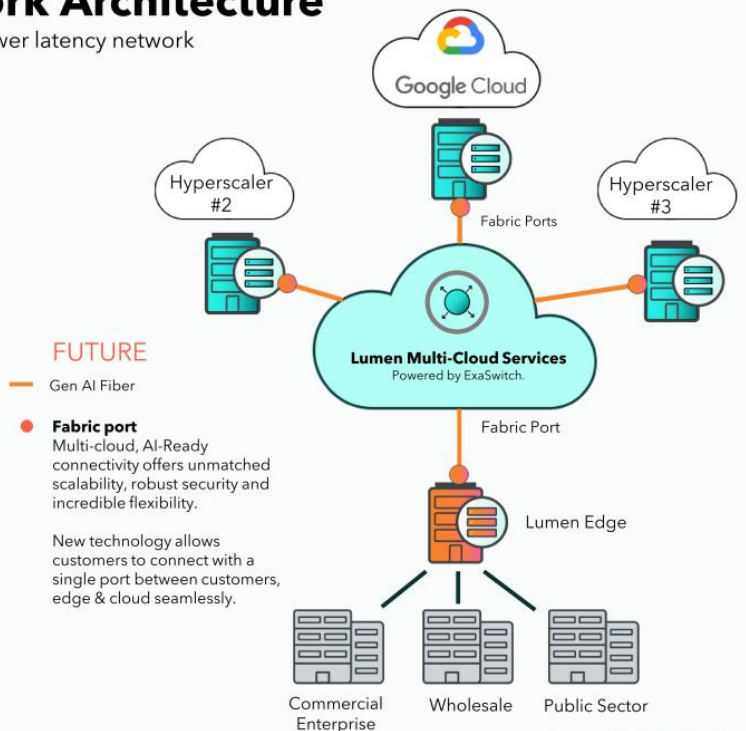 Architecture
latency network
Google Cloud
Hyperscaler
#2
Hyperscaler
#3
Fabric Ports
Lumen Multi-Cloud Services
Powered by ExaSwitch.
FUTURE
Gen AI Fiber
Fabric port
Multi-cloud, AI-Ready
connectivity offers unmatched
scalability, robust security and
incredible flexibility.
New technology allows
customers to connect with a
single port between customers,
edge & cloud seamlessly.
Fabric Port
Lumen Edge
Commercial
Enterprise
Wholesale
Public Sector